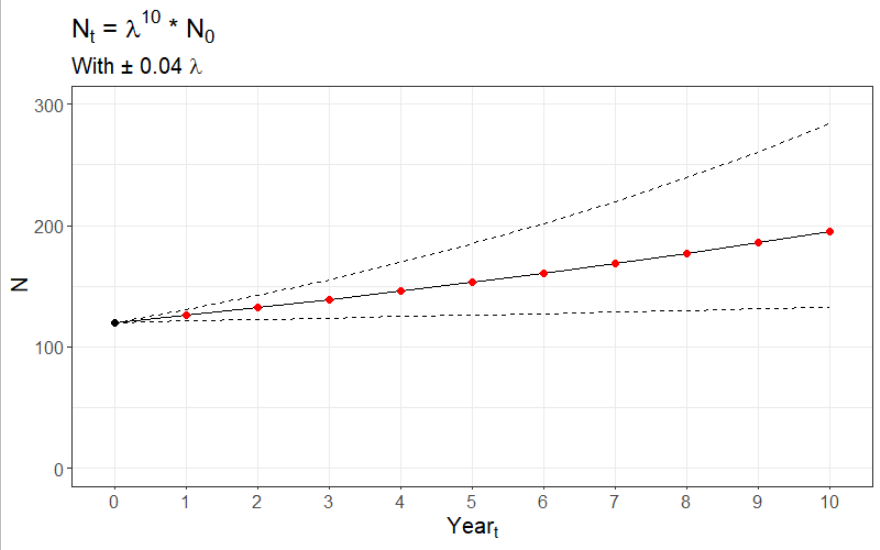 Nₜ = λ¹⁰ * N₀
With ± 0.04 λ
300
200
100
0
N
0 1 2 3 4 5 6 7 8 9 10
Yearₜ